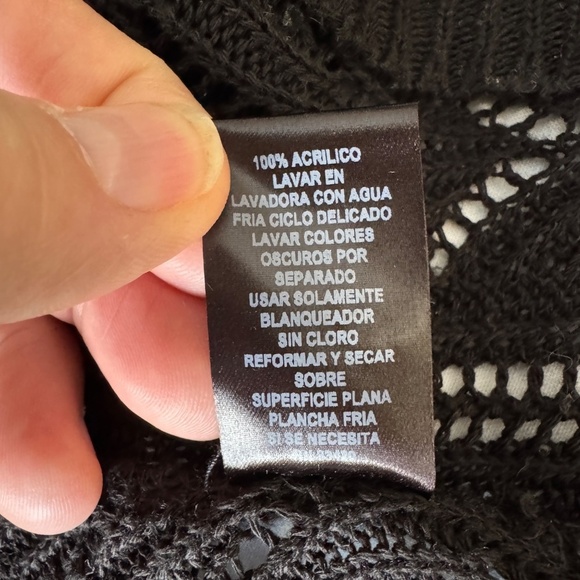 100% ACRILICO
LAVAR EN
LAVADORA CON AGUA
FRIA CICLO DELICADO
LAVAR COLORES
OSCUROS POR
SEPARADO
USAR SOLAMENTE
BLANQUEADOR
SIN CLORO
REFORMAR Y SECAR
SOBRE
SUPERFICIE PLANA
PLANCHA FRIA
SI SE NECESITA